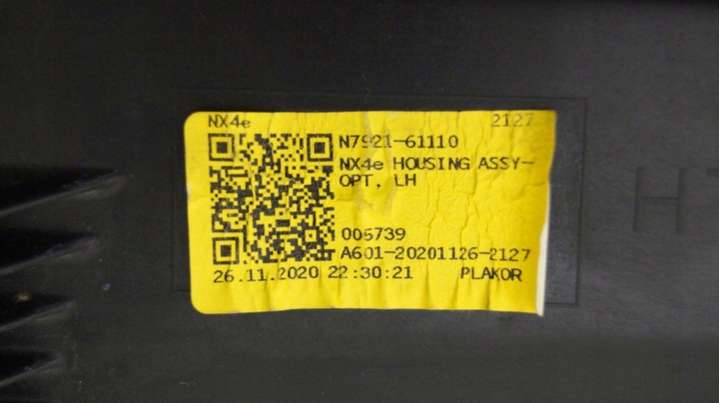 NX4e 2127
N7921-61110
NX4e HOUSING ASSY-
OPT, LH
005739
A601-20201126-2127
26.11.2020 22:30:21 PLAKOR